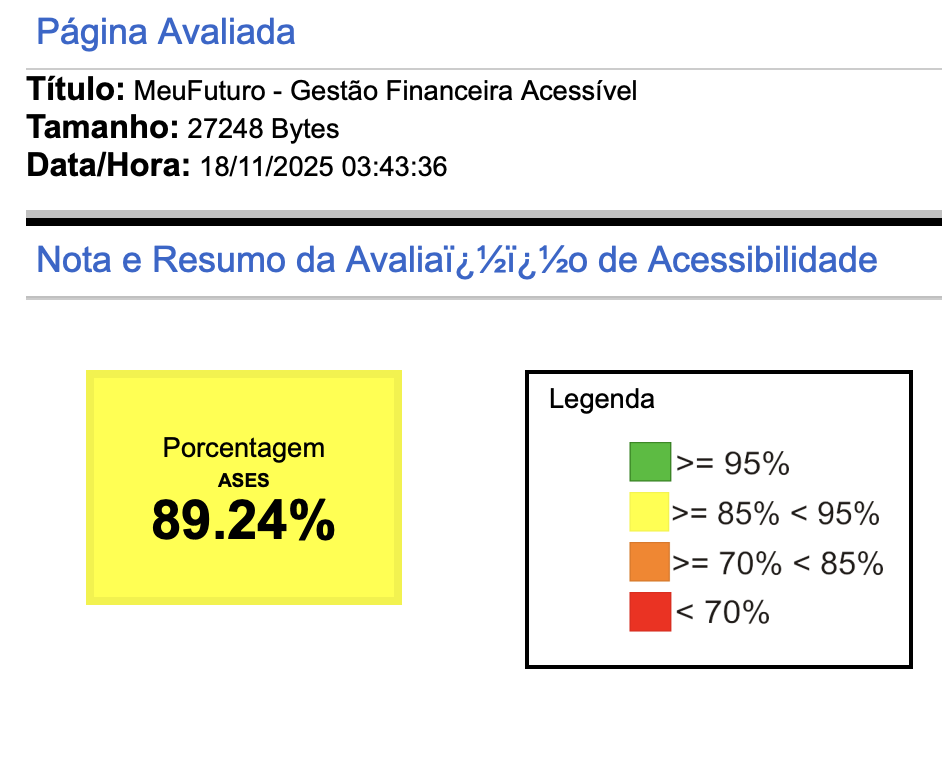 Página Avaliada
Título: MeuFuturo - Gestão Financeira Acessível
Tamanho: 27248 Bytes
Data/Hora: 18/11/2025 03:43:36
Nota e Resumo da Avaliaï¿½ï¿½o de Acessibilidade
Porcentagem
ASES
89.24%
Legenda
>= 95%
>= 85% < 95%
>= 70% < 85%
< 70%